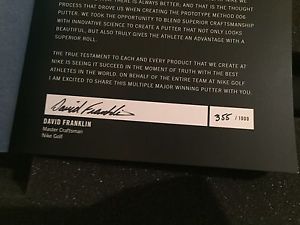 THERE IS ALWAYS BETTER, AND THAT IS THE THOUGHT
PROCESS THAT DROVE US WHEN CREATING THE PROTOTYPE METHOD 006
PUTTER. WE TOOK THE OPPORTUNITY TO BLEND SUPERIOR CRAFTSMANSHIP
WITH INNOVATIVE SCIENCE TO CREATE A PUTTER THAT NOT ONLY LOOKS
BEAUTIFUL, BUT ALSO TRULY GIVES THE ATHLETE AN ADVANTAGE WITH A
SUPERIOR ROLL.
THE TRUE TESTAMENT TO EACH AND EVERY PRODUCT THAT WE CREATE AT
NIKE IS SEEING IT SUCCEED IN THE MOMENT OF TRUTH WITH THE BEST
ATHLETES IN THE WORLD. ON BEHALF OF THE ENTIRE TEAM AT NIKE GOLF
I AM EXCITED TO SHARE THIS MULTIPLE MAJOR WINNING PUTTER WITH YOU.
David Franklin
355 / 1000
DAVID FRANKLIN
Master Craftsman
Nike Golf